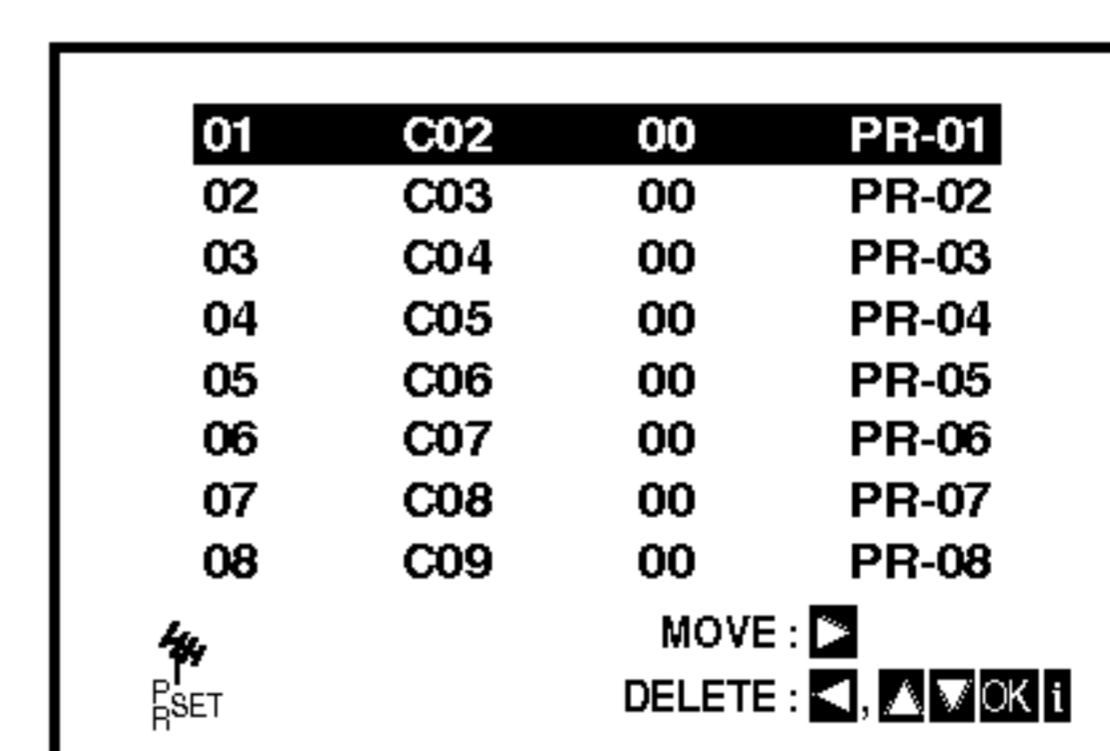 01 C02 00 PR-01
02 C03 00 PR-02
03 C04 00 PR-03
04 C05 00 PR-04
05 C06 00 PR-05
06 C07 00 PR-06
07 C08 00 PR-07
08 C09 00 PR-08
MOVE : ▷
PR SET
DELETE : ◁, △ ▽ OK i